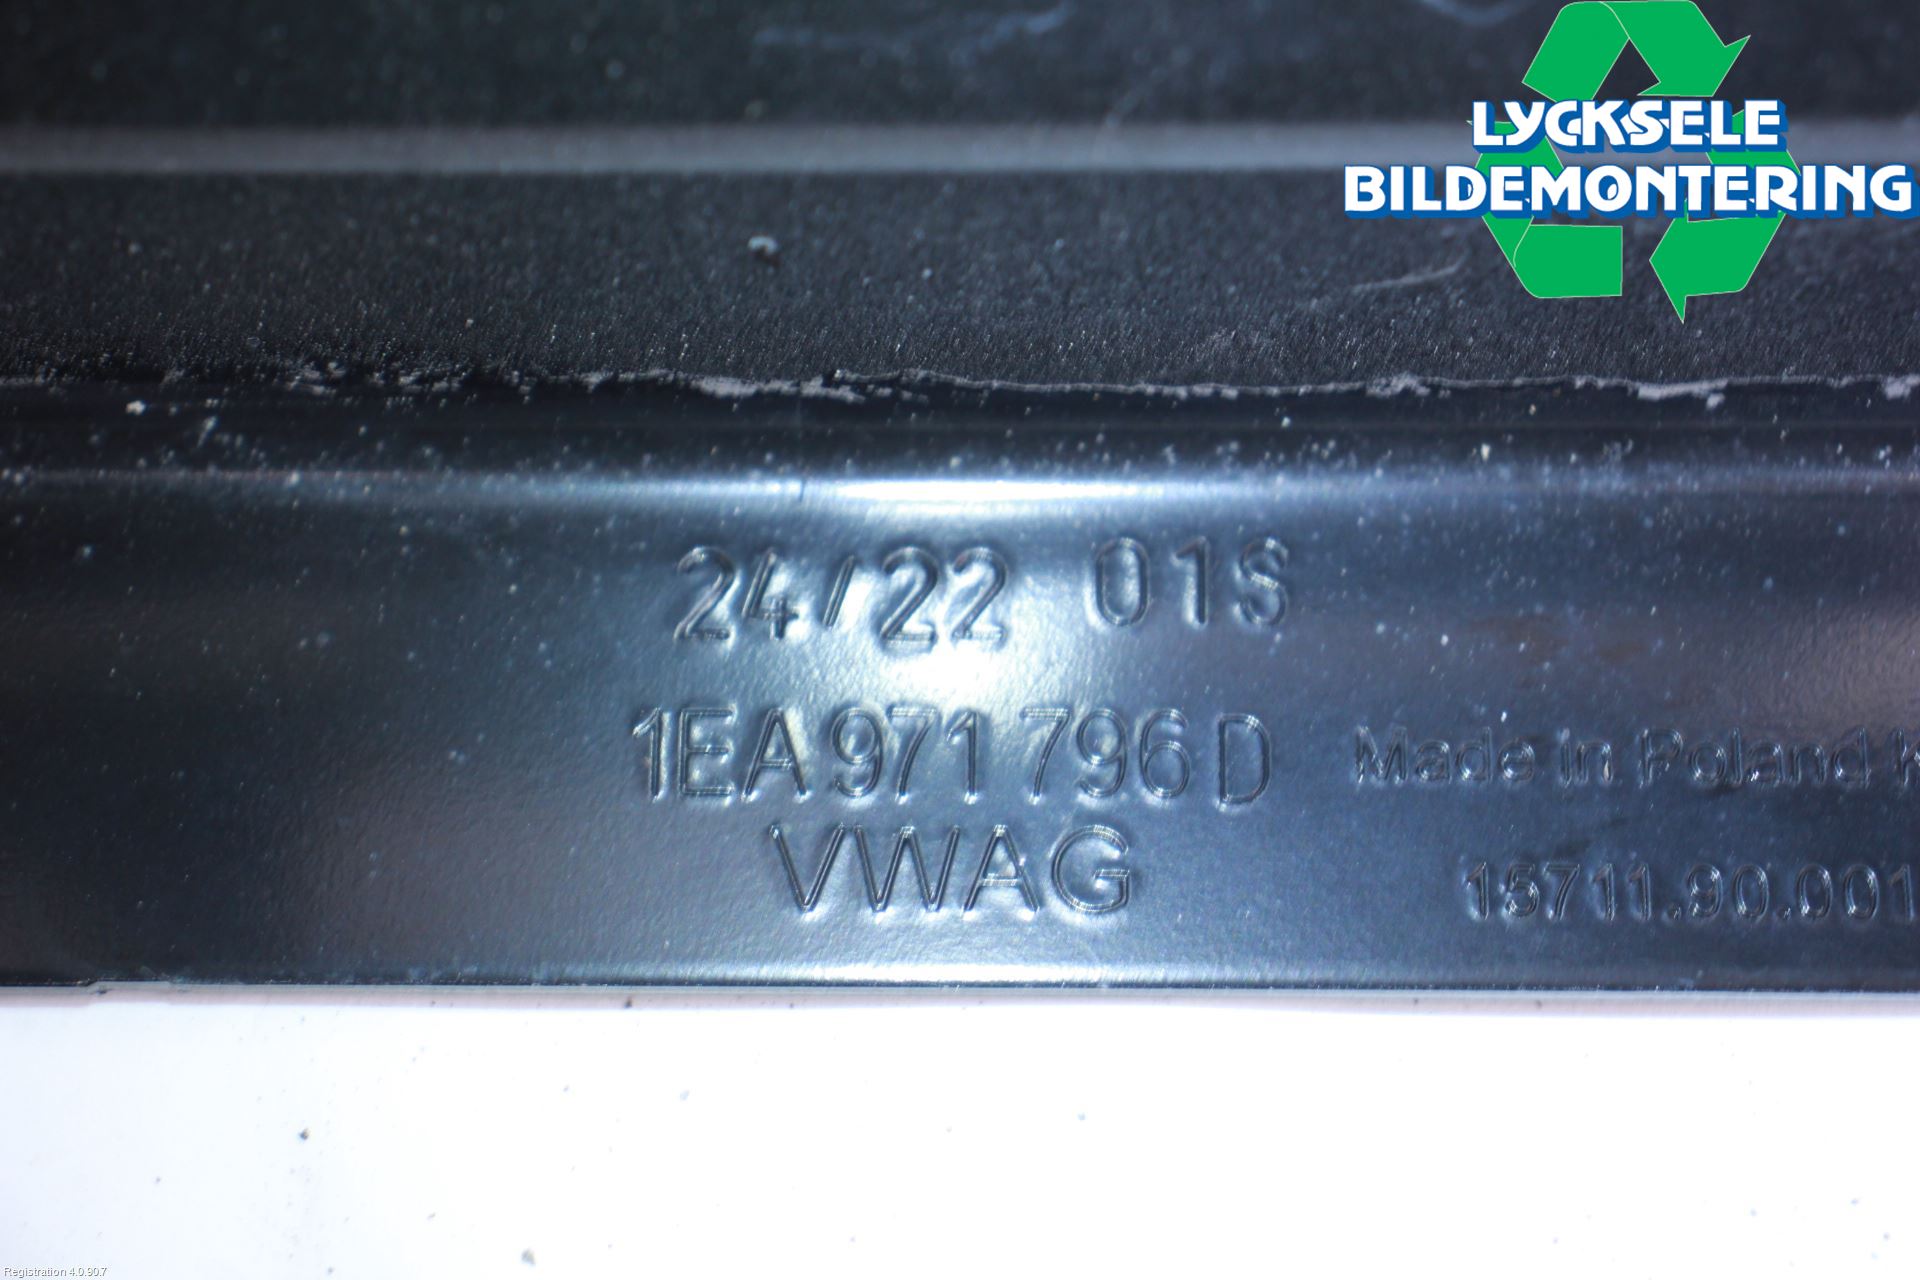 LYCKSELE
BILDEMONTERING
24/22 01S
1EA 971 796 D
VWAG
Made in Poland
15711.90.001
Registration 4.0.90.7